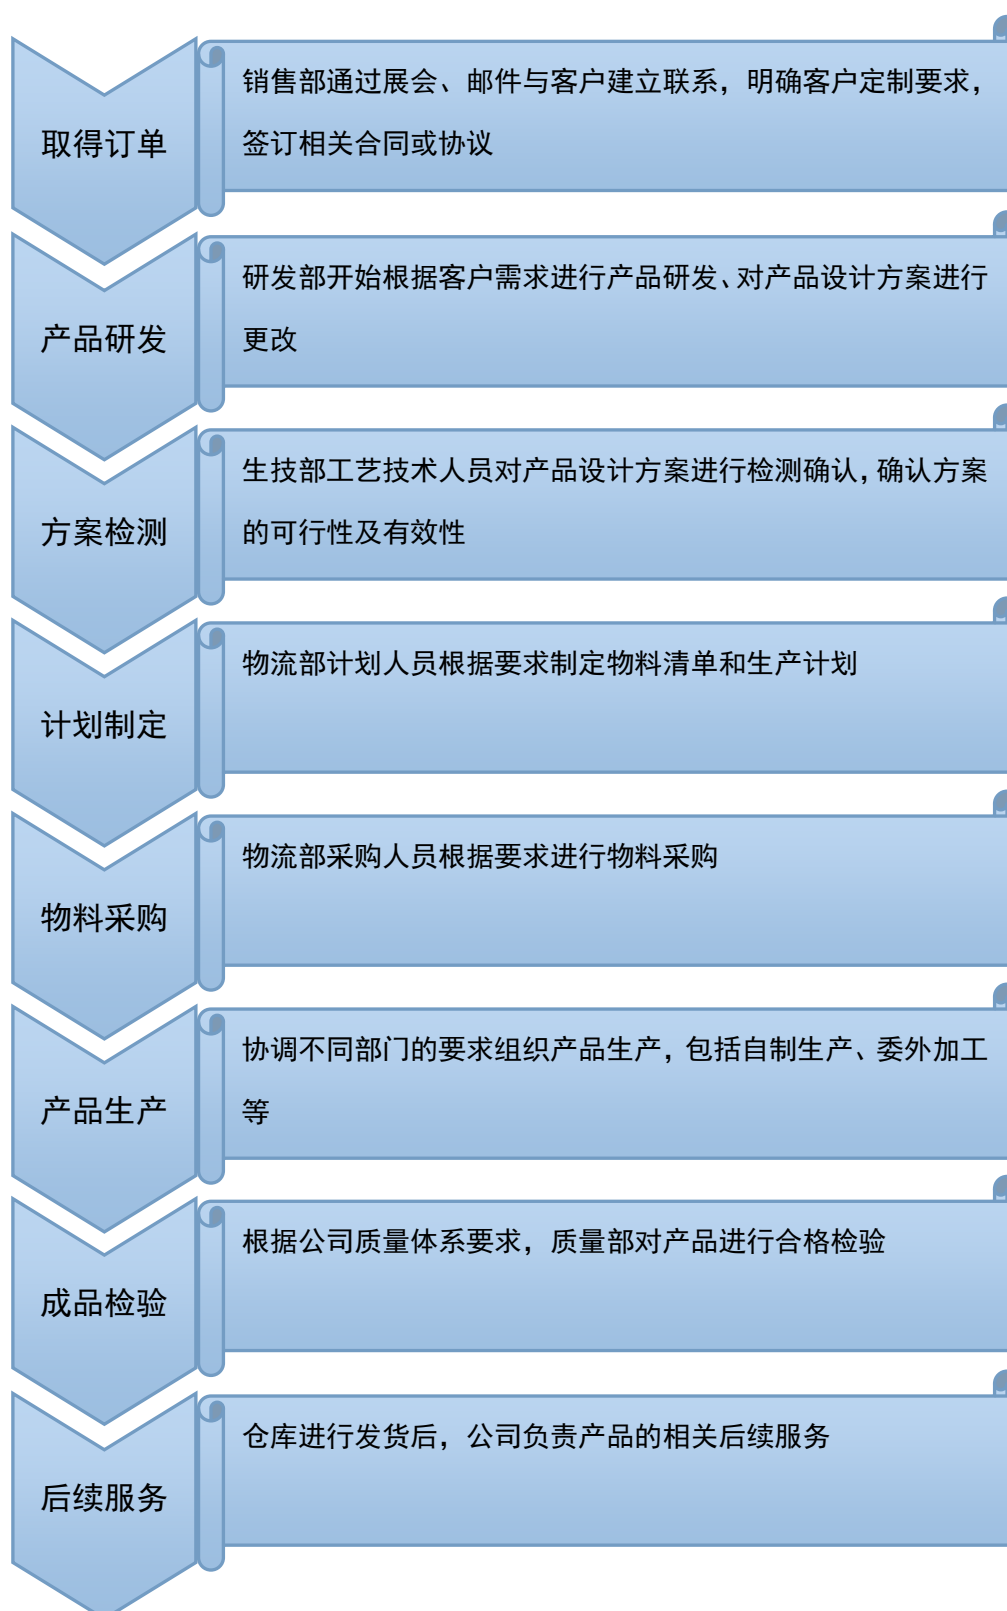 取得订单
销售部通过展会、邮件与客户建立联系，明确客户定制要求，
签订相关合同或协议
产品研发
研发部开始根据客户需求进行产品研发、对产品设计方案进行
更改
方案检测
生技部工艺技术人员对产品设计方案进行检测确认，确认方案
的可行性及有效性
计划制定
物流部计划人员根据要求制定物料清单和生产计划
物料采购
物流部采购人员根据要求进行物料采购
产品生产
协调不同部门的要求组织产品生产，包括自制生产、委外加工
等
成品检验
根据公司质量体系要求，质量部对产品进行合格检验
后续服务
仓库进行发货后，公司负责产品的相关后续服务